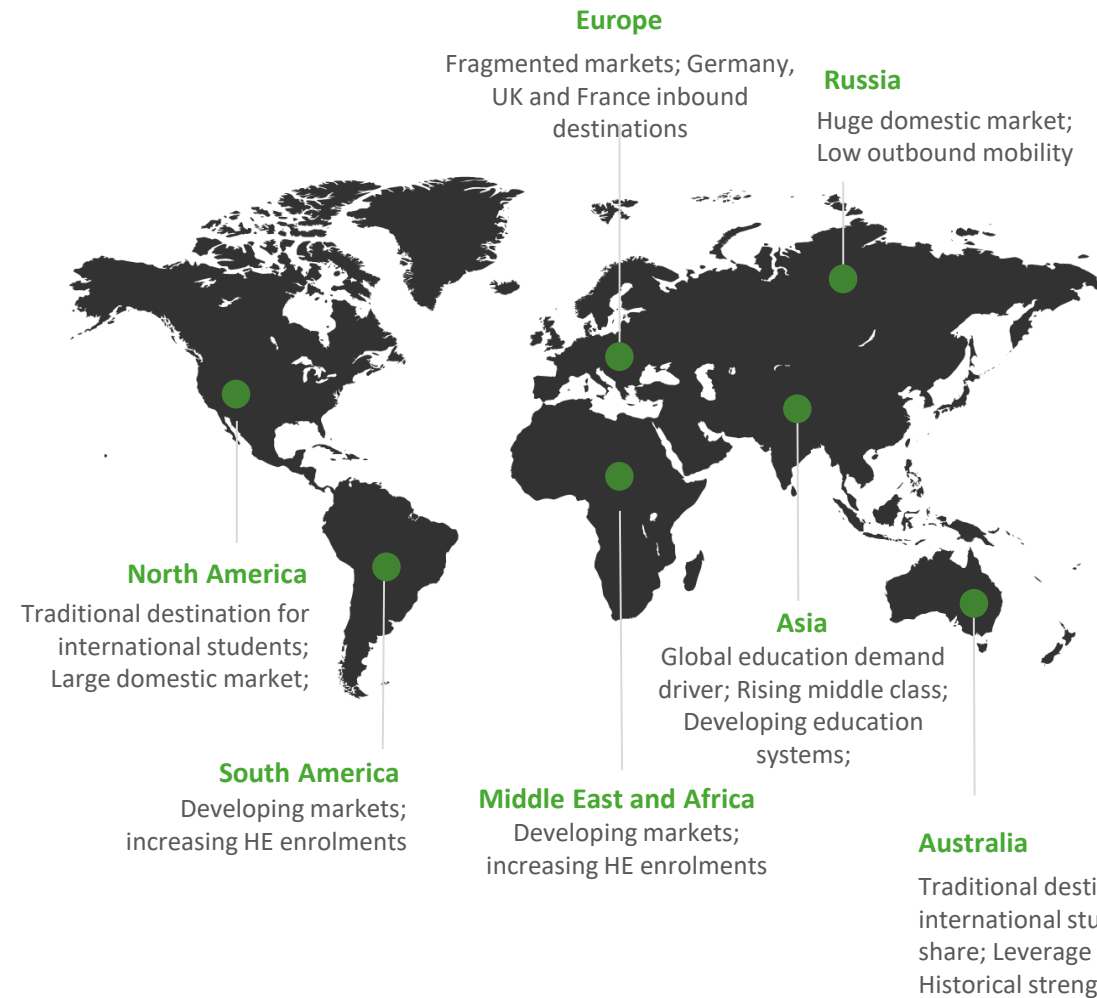 Europe
Fragmented markets; Germany,
UK and France inbound
destinations
Russia
Huge domestic market;
Low outbound mobility
North America
Traditional destination for
international students;
Large domestic market;
South America
Developing markets;
increasing HE enrolments
Middle East and Africa
Developing markets;
increasing HE enrolments
Asia
Global education demand
driver; Rising middle class;
Developing education
systems;
Australia
Traditional
international
share; Leverage
Historical